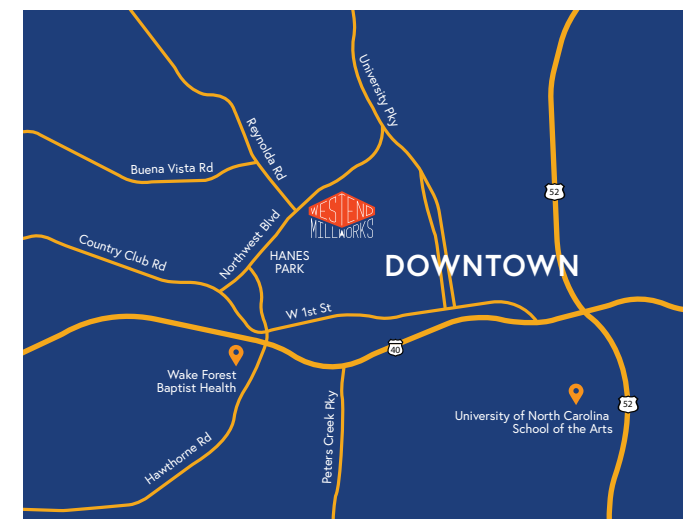 University Pky
Reynolda Rd
Buena Vista Rd
52
WESTEND
MILLWORKS
Northwest Blvd
Country Club Rd
HANES
PARK
DOWNTOWN
W 1st St
40
Wake Forest
Baptist Health
52
University of North Carolina
School of the Arts
Peters Creek Pky
Hawthorne Rd